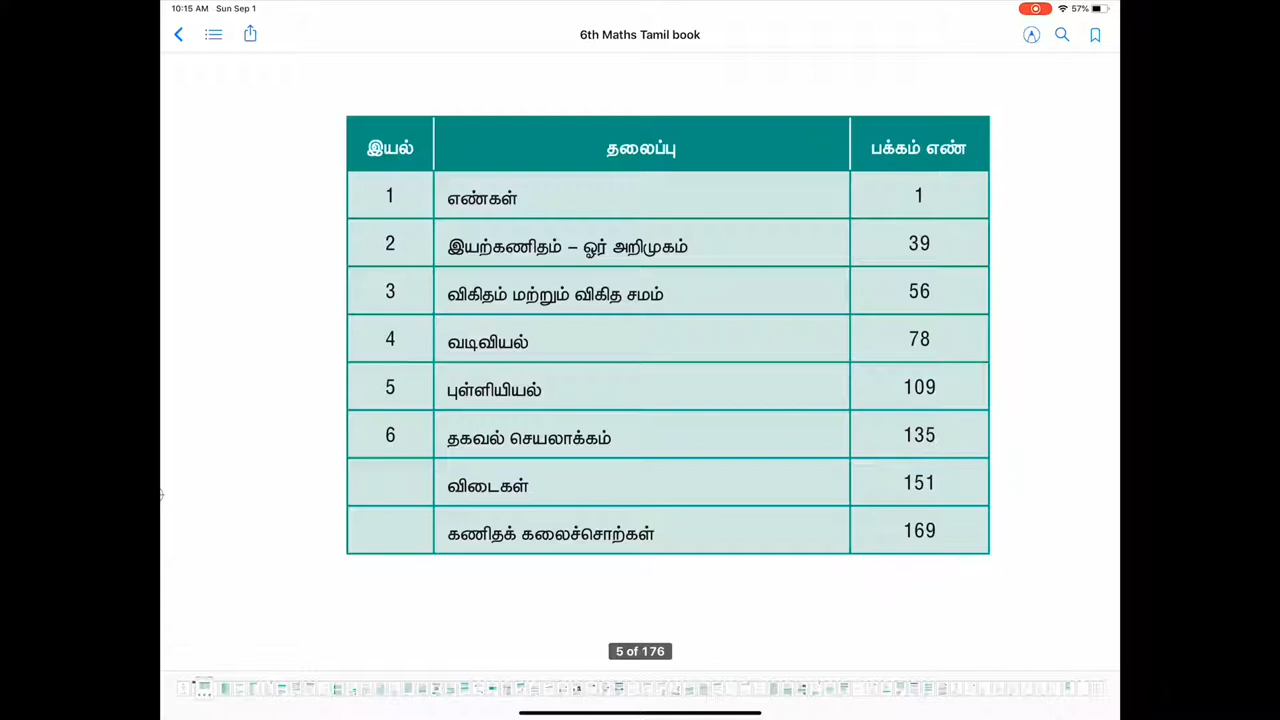 10:15 AM Sun Sep 1 57%
6th Maths Tamil book
இயல் தலைப்பு பக்கம் எண்
1 எண்கள் 1
2 இயற்கணிதம் – ஓர் அறிமுகம் 39
3 விகிதம் மற்றும் விகித சமம் 56
4 வடிவியல் 78
5 புள்ளியியல் 109
6 தகவல் செயலாக்கம் 135
விடைகள் 151
கணிதக் கலைச்சொற்கள் 169
5 of 176